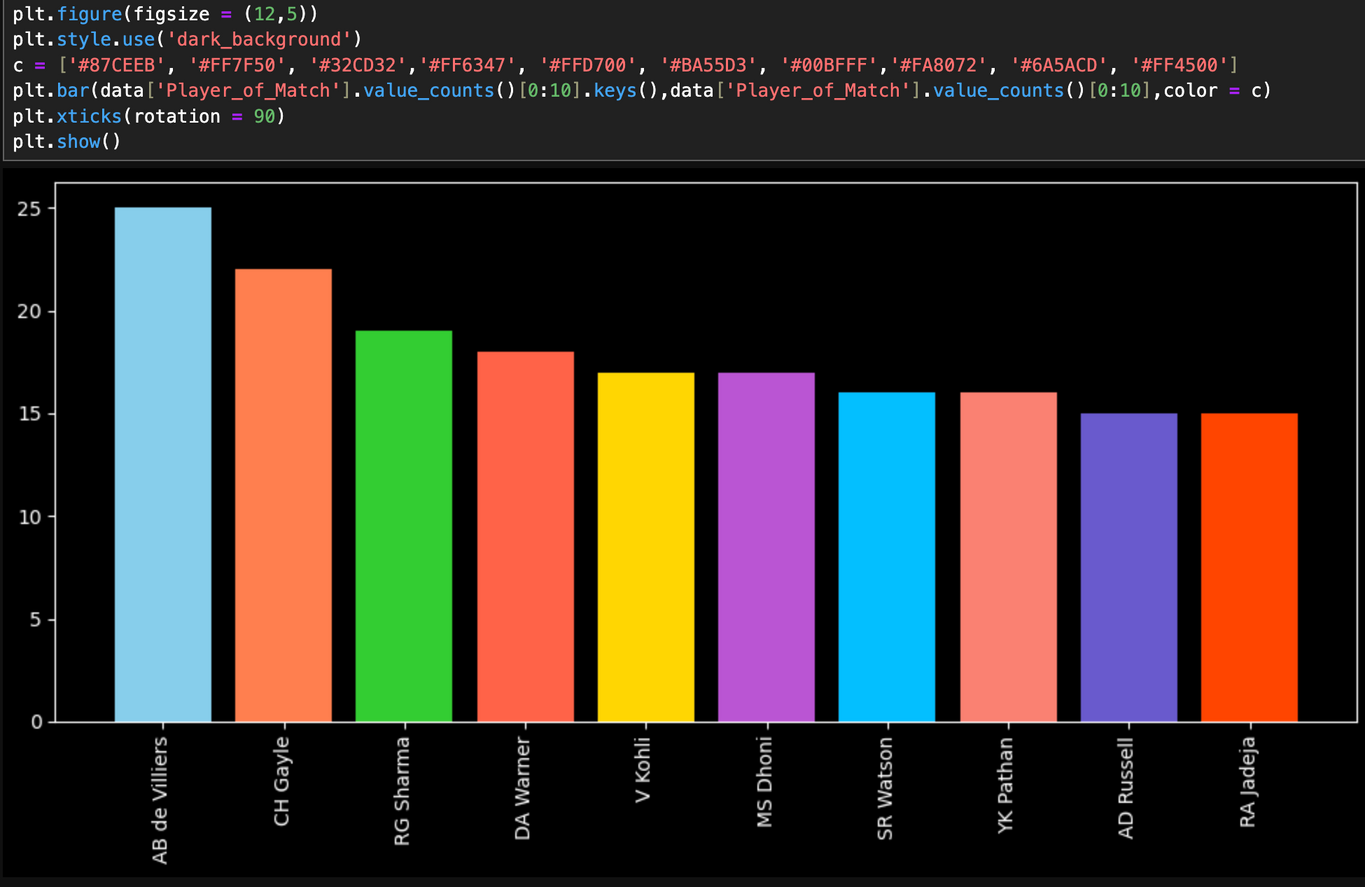 plt.figure(figsize = (12,5))
plt.style.use('dark_background')
c = ['#87CEEB', '#FF7F50', '#32CD32','#FF6347', '#FFD700', '#BA55D3', '#00BFFF','#FA8072', '#6A5ACD', '#FF4500']
plt.bar(data['Player_of_Match'].value_counts()[0:10].keys(),data['Player_of_Match'].value_counts()[0:10],color = c)
plt.xticks(rotation = 90)
plt.show()
25
20
15
10
5
0
AB de Villiers
CH Gayle
RG Sharma
DA Warner
V Kohli
MS Dhoni
SR Watson
YK Pathan
AD Russell
RA Jadeja